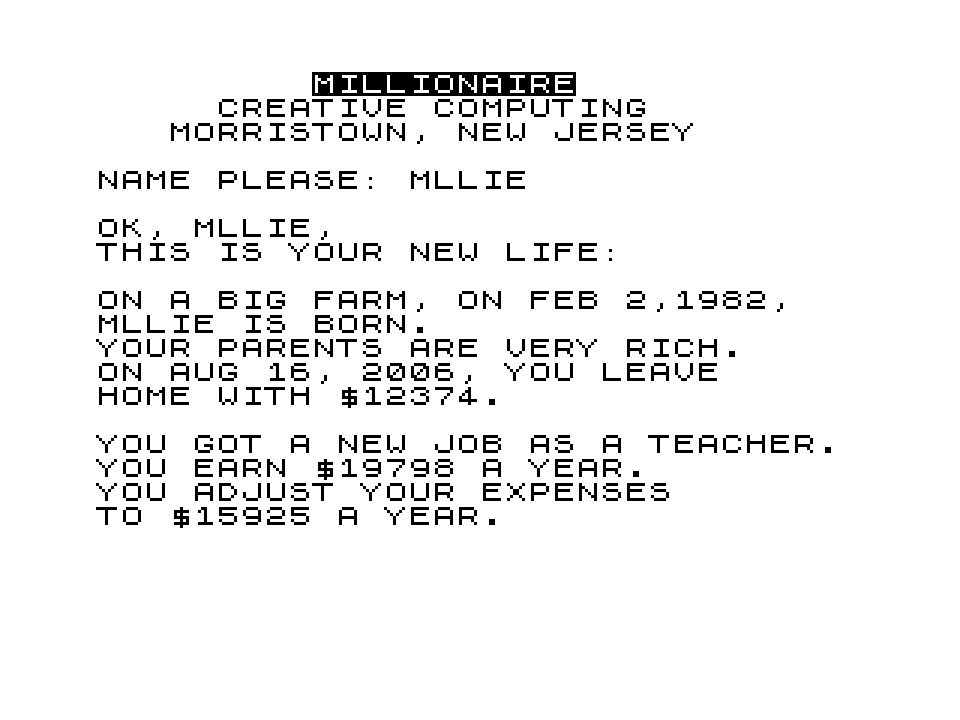 MILLIONAIRE
CREATIVE COMPUTING
MORRISTOWN, NEW JERSEY
NAME PLEASE: MLLIE
OK, MLLIE,
THIS IS YOUR NEW LIFE:
ON A BIG FARM, ON FEB 2,1982,
MLLIE IS BORN.
YOUR PARENTS ARE VERY RICH.
ON AUG 16, 2006, YOU LEAVE
HOME WITH $12374.
YOU GOT A NEW JOB AS A TEACHER.
YOU EARN $19798 A YEAR.
YOU ADJUST YOUR EXPENSES
TO $15925 A YEAR.